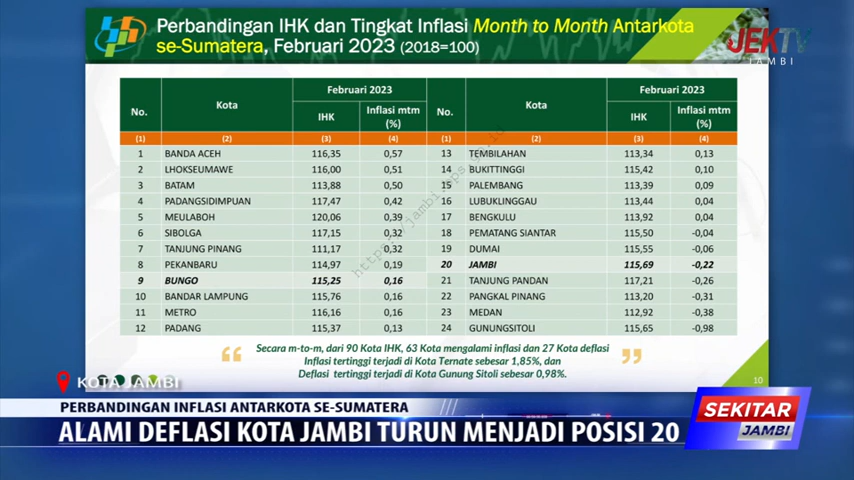 Perbandingan IHK dan Tingkat Inflasi Month to Month Antarkota
se-Sumatera, Februari 2023 (2018=100)
JEKTV
JAMBI
No. Kota Februari 2023 No. Kota Februari 2023
IHK Inflasi mtm (%) IHK Inflasi mtm (%)
(1) (2) (3) (4) (1) (2) (3) (4)
1 BANDA ACEH 116,35 0,57 13 TEMBILAHAN 113,34 0,13
2 LHOKSEUMAWE 116,00 0,51 14 BUKITTINGGI 115,42 0,10
3 BATAM 113,88 0,50 15 PALEMBANG 113,39 0,09
4 PADANGSIDIMPUAN 117,47 0,42 16 LUBUKLINGGAU 113,44 0,04
5 MEULABOH 120,06 0,39 17 BENGKULU 113,92 0,04
6 SIBOLGA 117,15 0,32 18 PEMATANG SIANTAR 115,50 -0,04
7 TANJUNG PINANG 111,17 0,32 19 DUMAI 115,55 -0,06
8 PEKANBARU 114,97 0,19 20 JAMBI 115,69 -0,22
9 BUNGO 115,25 0,16 21 TANJUNG PANDAN 117,21 -0,26
10 BANDAR LAMPUNG 115,76 0,16 22 PANGKAL PINANG 113,20 -0,31
11 METRO 116,16 0,16 23 MEDAN 112,92 -0,38
12 PADANG 115,37 0,13 24 GUNUNGSITOLI 115,65 -0,98
https://jambi.bps.go.id
Secara m-to-m, dari 90 Kota IHK, 63 Kota mengalami inflasi dan 27 Kota deflasi
Inflasi tertinggi terjadi di Kota Ternate sebesar 1,85%, dan
Deflasi tertinggi terjadi di Kota Gunung Sitoli sebesar 0,98%.
10
KOTA JAMBI
PERBANDINGAN INFLASI ANTARKOTA SE-SUMATERA
ALAMI DEFLASI KOTA JAMBI TURUN MENJADI POSISI 20
SEKITAR
JAMBI